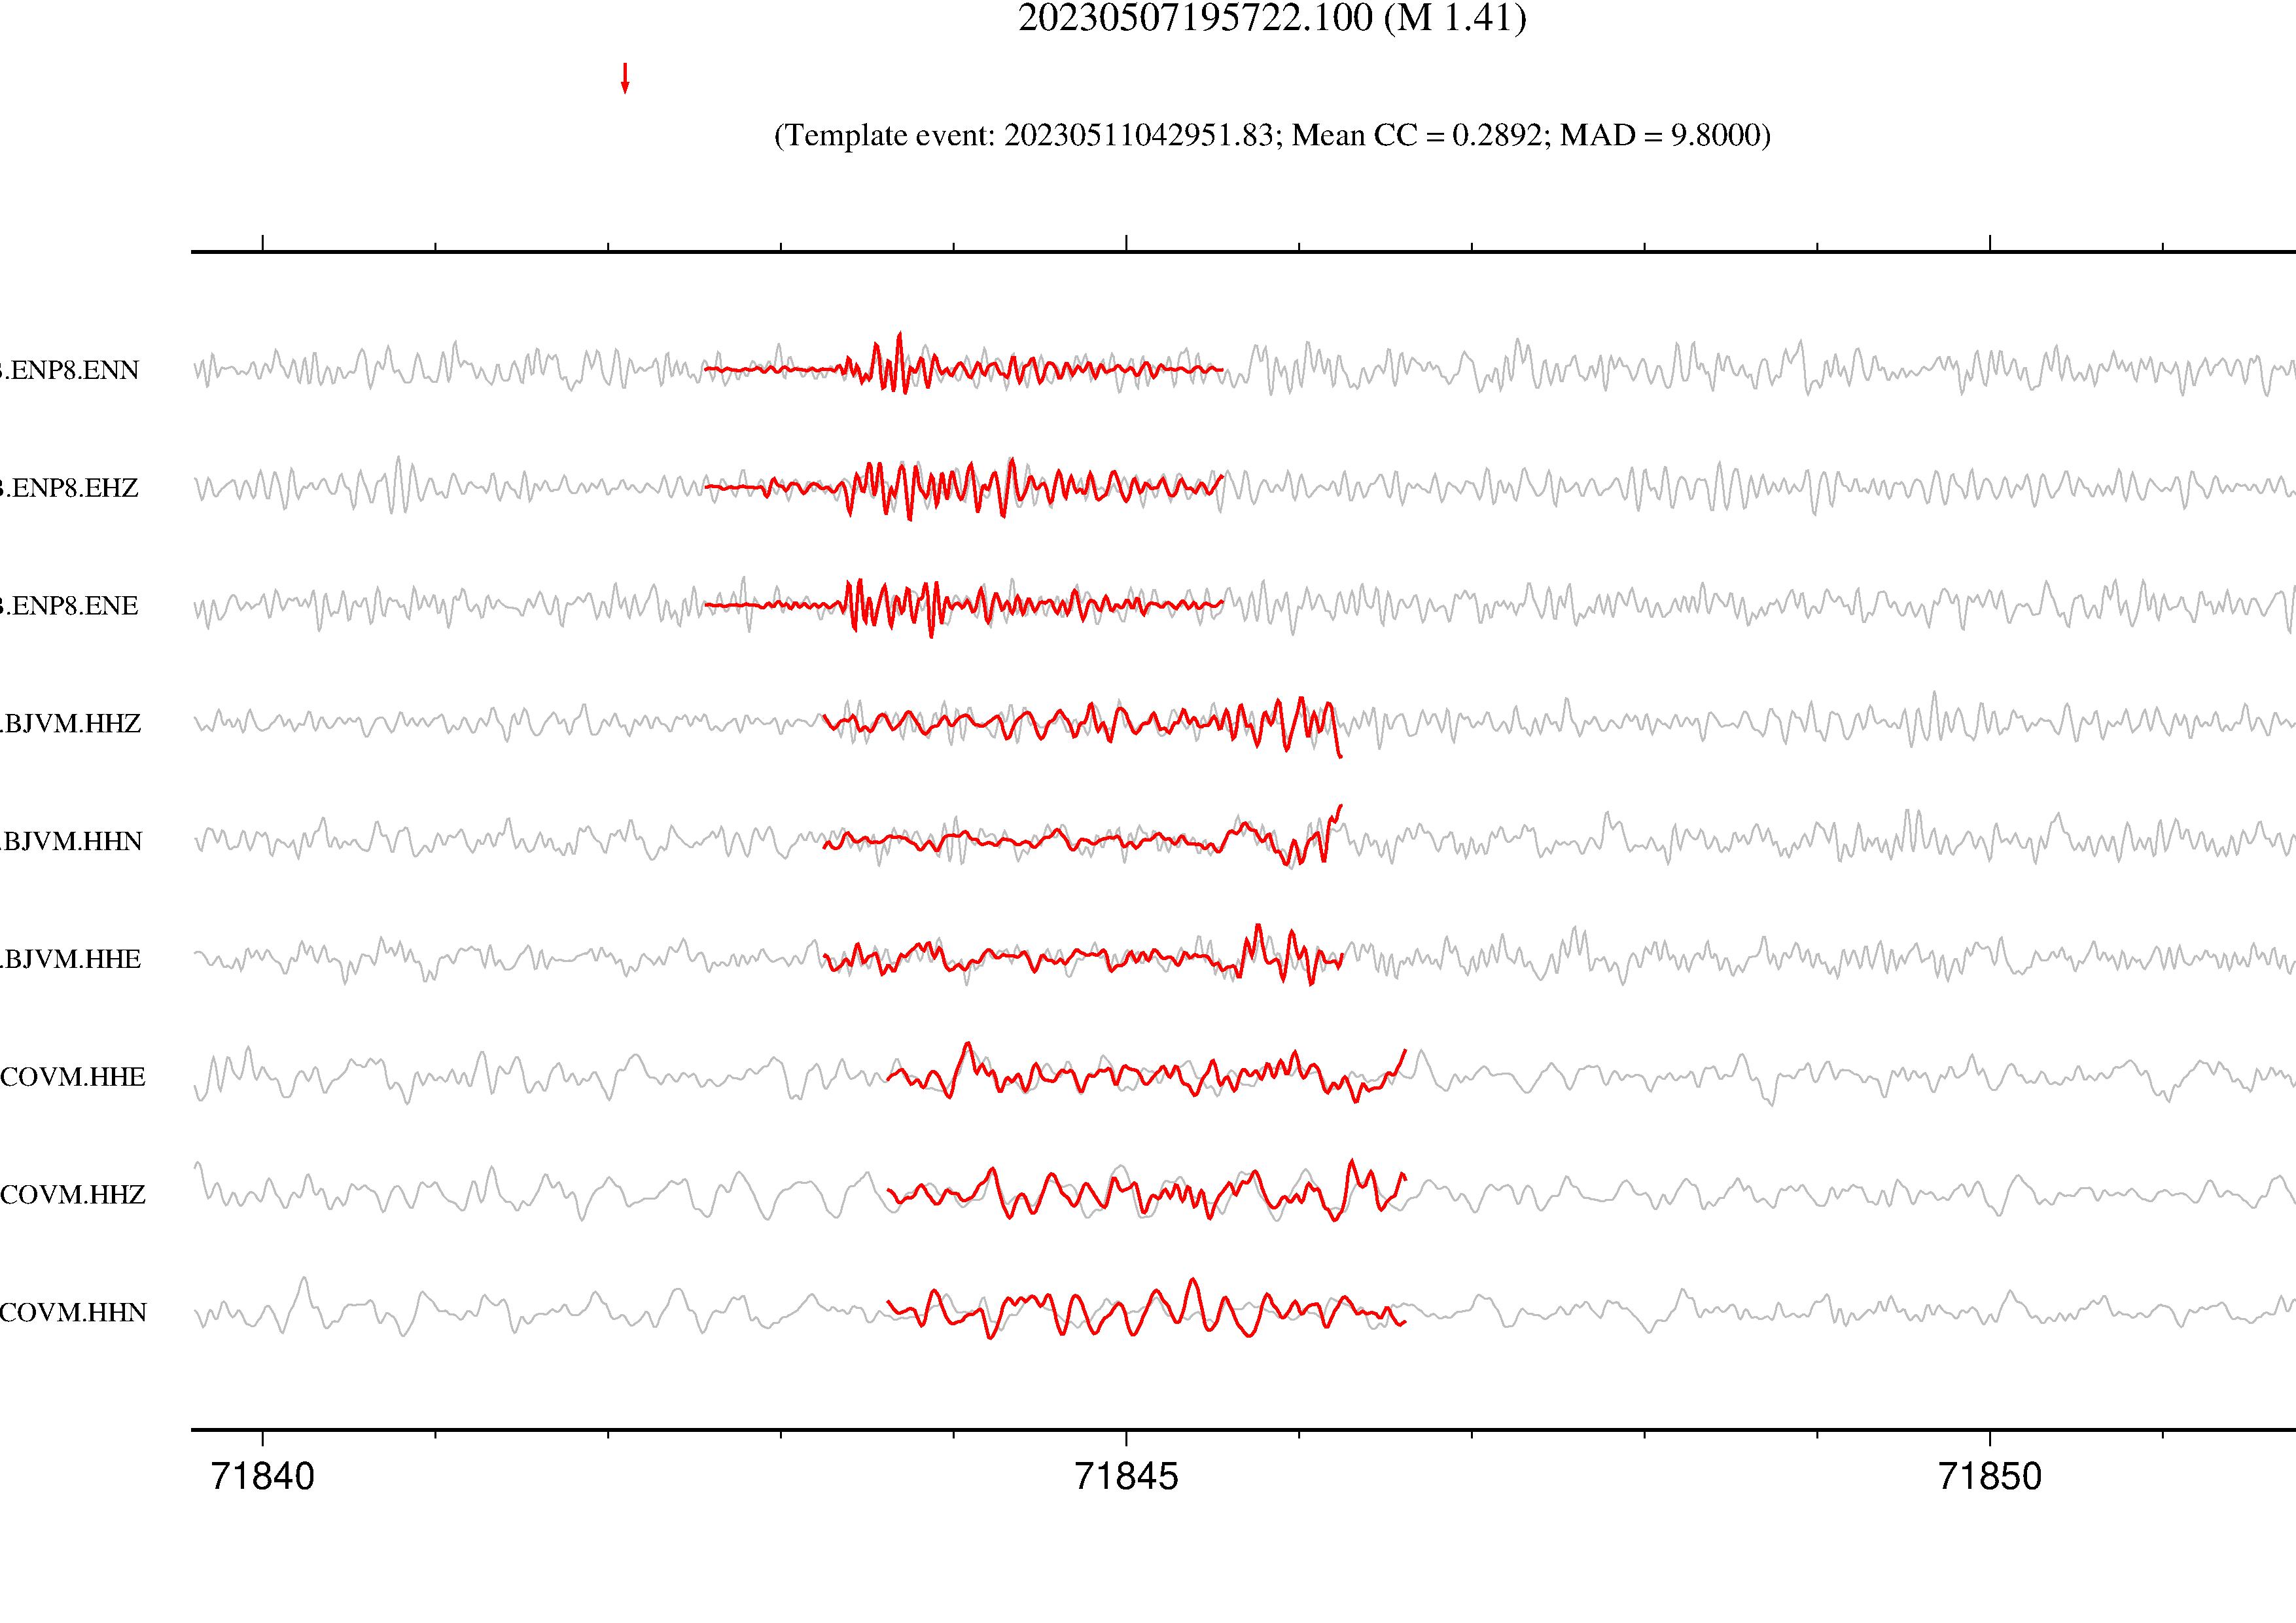 20230507195722.100 (M 1.41)
(Template event: 20230511042951.83; Mean CC = 0.2892; MAD = 9.8000)
.ENP8.ENN
.ENP8.EHZ
.ENP8.ENE
.BJVM.HHZ
.BJVM.HHN
.BJVM.HHE
COVM.HHE
COVM.HHZ
COVM.HHN
71840 71845 71850